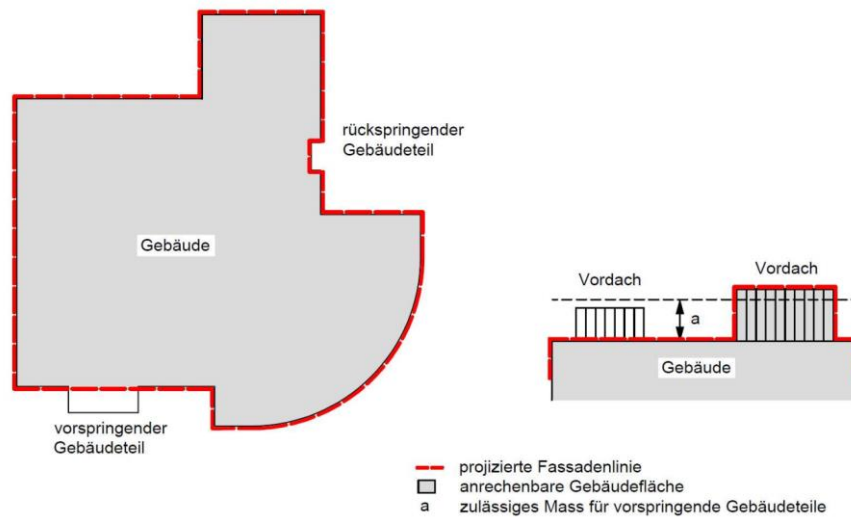 rückspringender
Gebäudeteil
Gebäude
vorspringender
Gebäudeteil
Vordach
Vordach
a
Gebäude
projizierte Fassadenlinie
anrechenbare Gebäudefläche
a zulässiges Mass für vorspringende Gebäudeteile